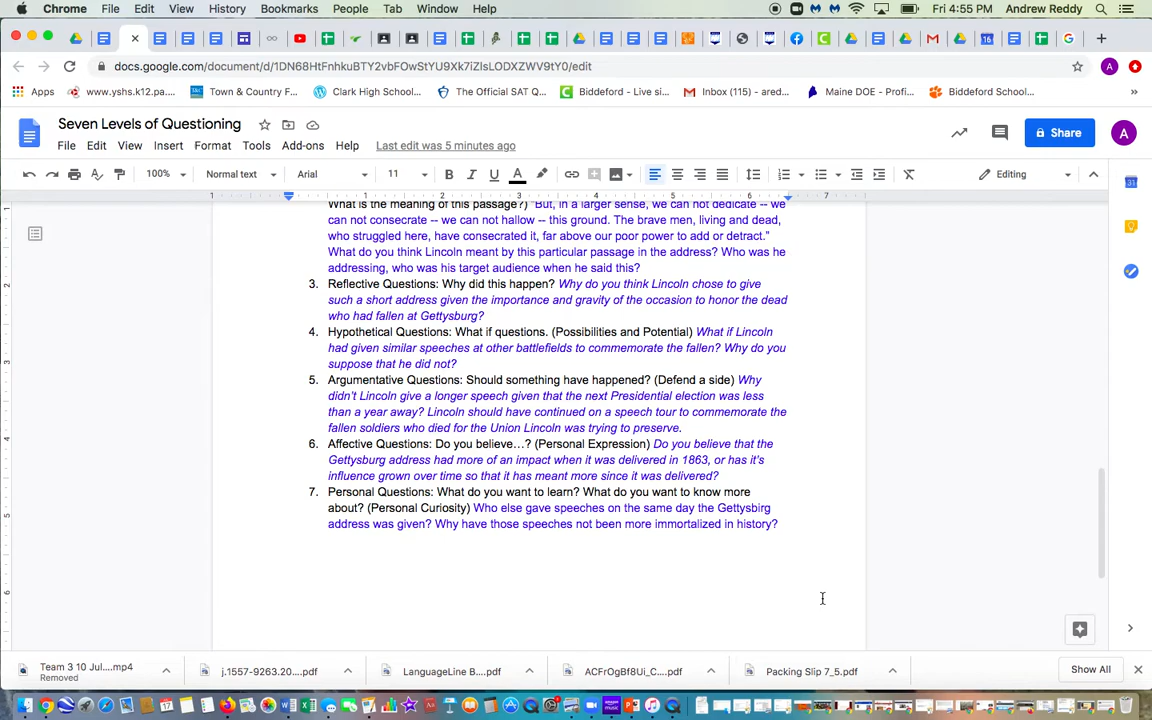 Chrome File Edit View History Bookmarks People Tab Window Help Fri 4:55 PM Andrew Reddy
docs.google.com/document/d/1DN68HtFnhkuBTY2vbFOwStYU9Xk7iZIsLODXZWV9tY0/edit A
Apps www.yshs.k12.pa.... Town & Country F... Clark High School... The Official SAT Q... Biddeford - Live si... Inbox (115) - ared... Maine DOE - Profi... Biddeford School... »
Seven Levels of Questioning
Share A
File Edit View Insert Format Tools Add-ons Help Last edit was 5 minutes ago
100% Normal text Arial 11 B I U A Editing
1 1 2 3 4 5 6 7
What is the meaning of this passage?) "But, in a larger sense, we can not dedicate -- we
can not consecrate -- we can not hallow -- this ground. The brave men, living and dead,
who struggled here, have consecrated it, far above our poor power to add or detract."
What do you think Lincoln meant by this particular passage in the address? Who was he
addressing, who was his target audience when he said this?
3. Reflective Questions: Why did this happen? Why do you think Lincoln chose to give
such a short address given the importance and gravity of the occasion to honor the dead
who had fallen at Gettysburg?
4. Hypothetical Questions: What if questions. (Possibilities and Potential) What if Lincoln
had given similar speeches at other battlefields to commemorate the fallen? Why do you
suppose that he did not?
5. Argumentative Questions: Should something have happened? (Defend a side) Why
didn't Lincoln give a longer speech given that the next Presidential election was less
than a year away? Lincoln should have continued on a speech tour to commemorate the
fallen soldiers who died for the Union Lincoln was trying to preserve.
6. Affective Questions: Do you believe...? (Personal Expression) Do you believe that the
Gettysburg address had more of an impact when it was delivered in 1863, or has it's
influence grown over time so that it has meant more since it was delivered?
7. Personal Questions: What do you want to learn? What do you want to know more
about? (Personal Curiosity) Who else gave speeches on the same day the Gettysbirg
address was given? Why have those speeches not been more immortalized in history?
Team 3 10 Jul....mp4
Removed
j.1557-9263.20....pdf LanguageLine B....pdf ACFrOgBf8Ui_C....pdf Packing Slip 7_5.pdf Show All